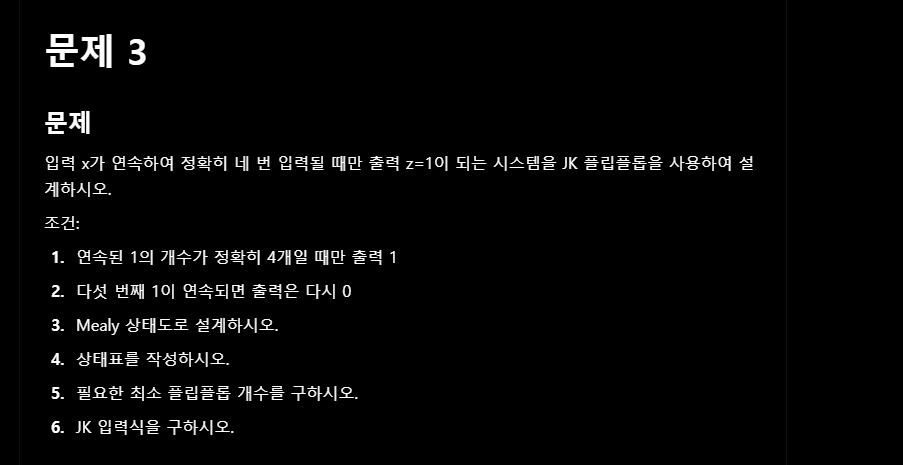 문제 3
문제
입력 x가 연속하여 정확히 네 번 입력될 때만 출력 z=1이 되는 시스템을 JK 플립플롭을 사용하여 설
계하시오.
조건:
1. 연속된 1의 개수가 정확히 4개일 때만 출력 1
2. 다섯 번째 1이 연속되면 출력은 다시 0
3. Mealy 상태도로 설계하시오.
4. 상태표를 작성하시오.
5. 필요한 최소 플립플롭 개수를 구하시오.
6. JK 입력식을 구하시오.